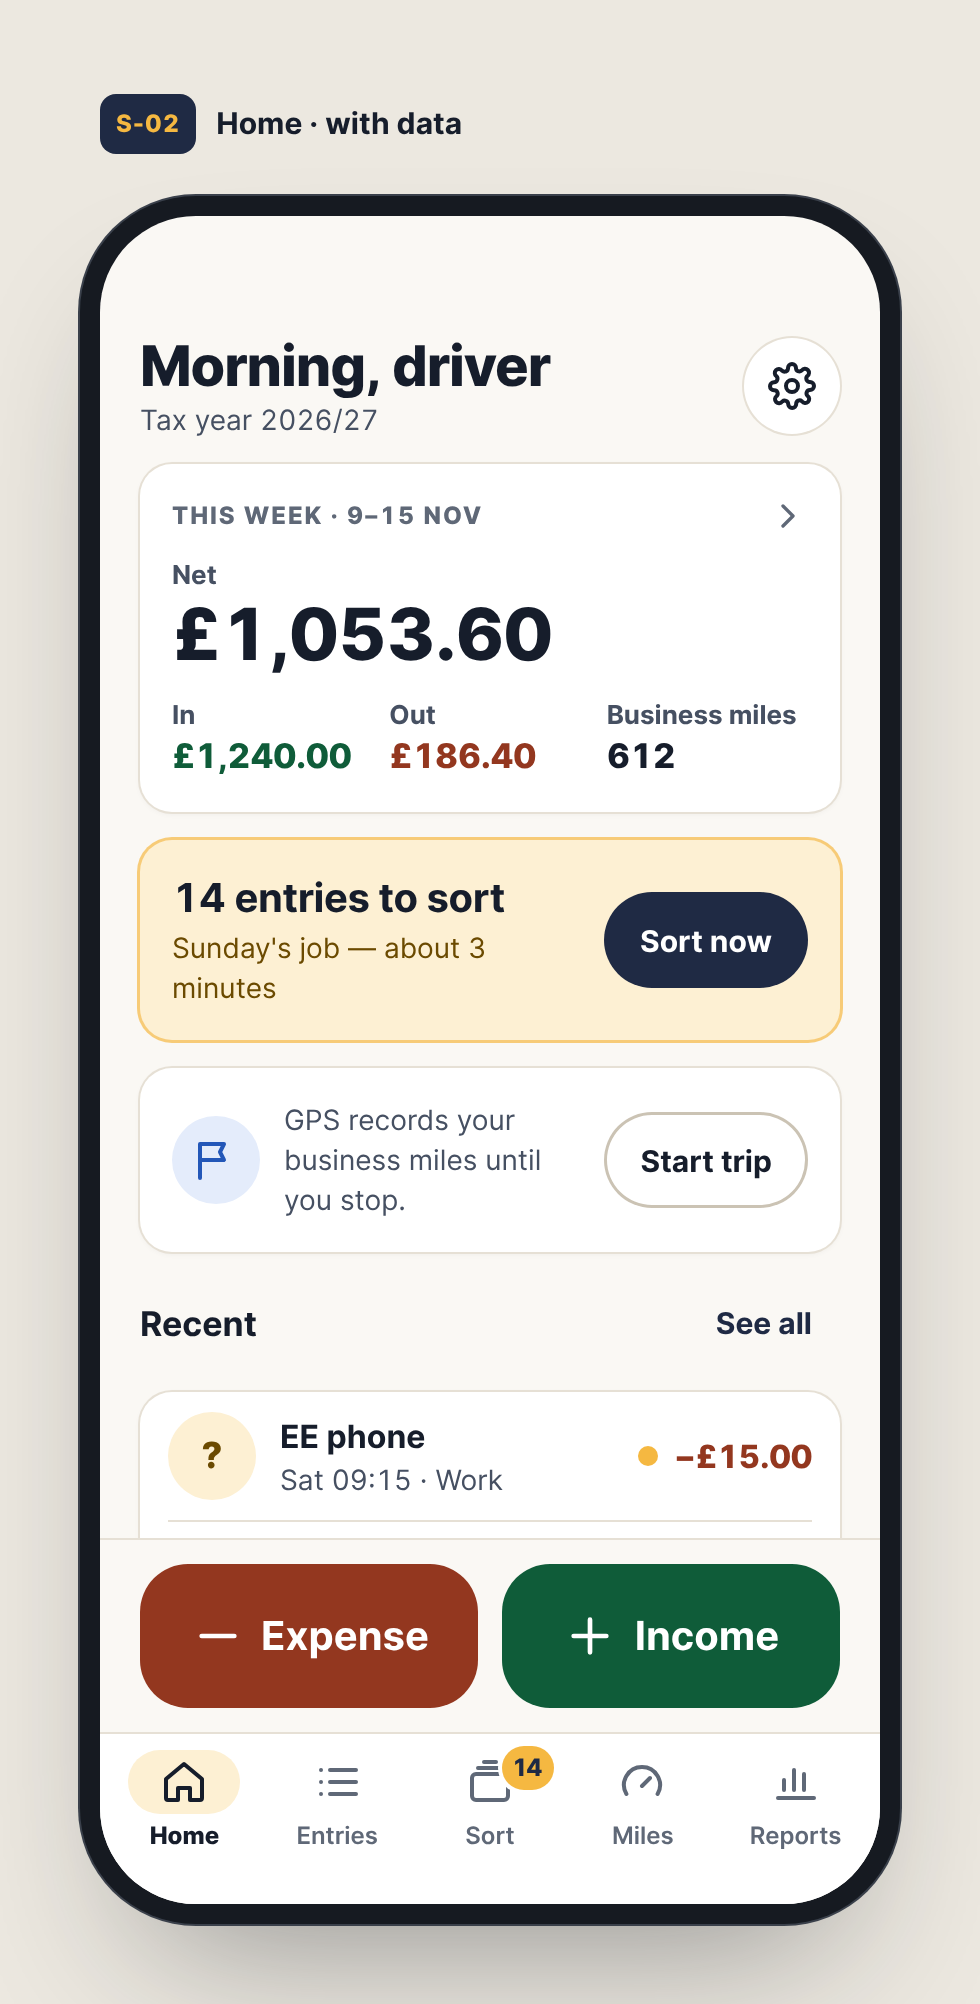 S-02
Home · with data
Morning, driver
Tax year 2026/27
THIS WEEK · 9–15 NOV
Net
£1,053.60
In
Out
Business miles
£1,240.00
£186.40
612
14 entries to sort
Sunday's job — about 3
minutes
Sort now
GPS records your
business miles until
you stop.
Start trip
Recent
See all
?
EE phone
Sat 09:15 · Work
–£15.00
Expense
Income
14
Home
Entries
Sort
Miles
Reports